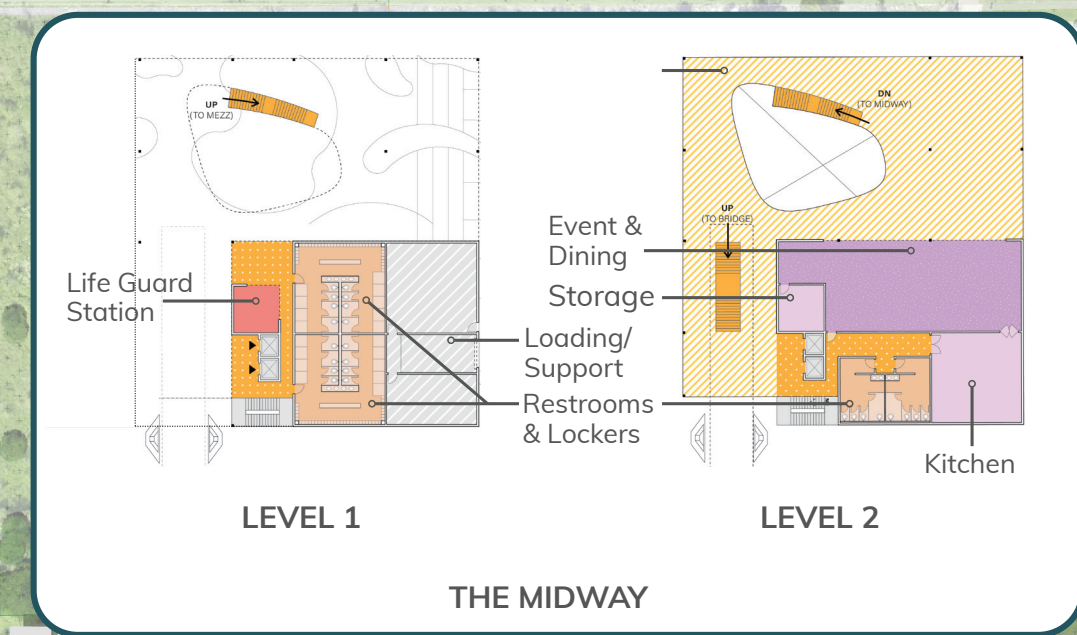 UP
(TO MEZZ)
DN
(TO MIDWAY)
UP
(TO BRIDGE)
Life Guard
Station
Event &
Dining
Storage
Loading/
Support
Restrooms
& Lockers
Kitchen
LEVEL 1
LEVEL 2
THE MIDWAY